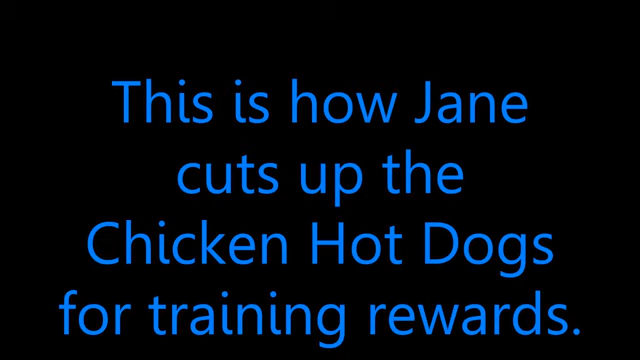 This is how Jane
cuts up the
Chicken Hot Dogs
for training rewards.